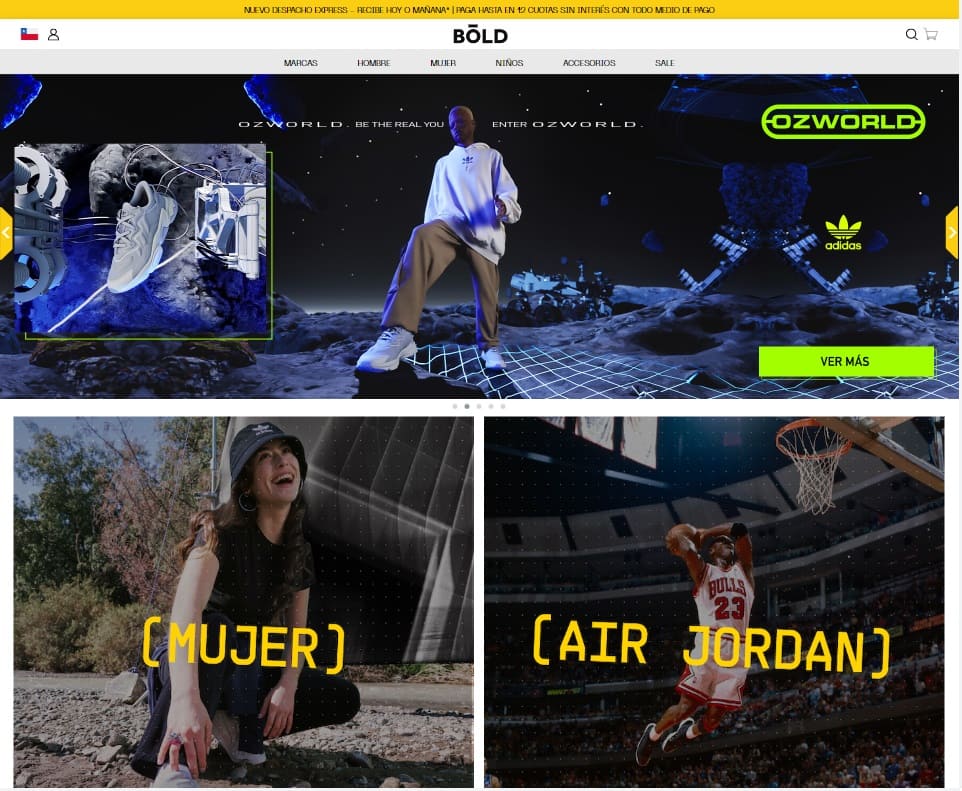 NUEVO DESPACHO EXPRESS – RECIBE HOY O MAÑANA* | PAGA HASTA EN 12 CUOTAS SIN INTERÉS CON TODO MEDIO DE PAGO
BOLD
MARCAS HOMBRE MUJER NIÑOS ACCESORIOS SALE
OZWORLD. BE THE REAL YOU ENTER OZWORLD.
OZWORLD
adidas
VER MÁS
BULLS
23
(MUJER)
(AIR JORDAN)